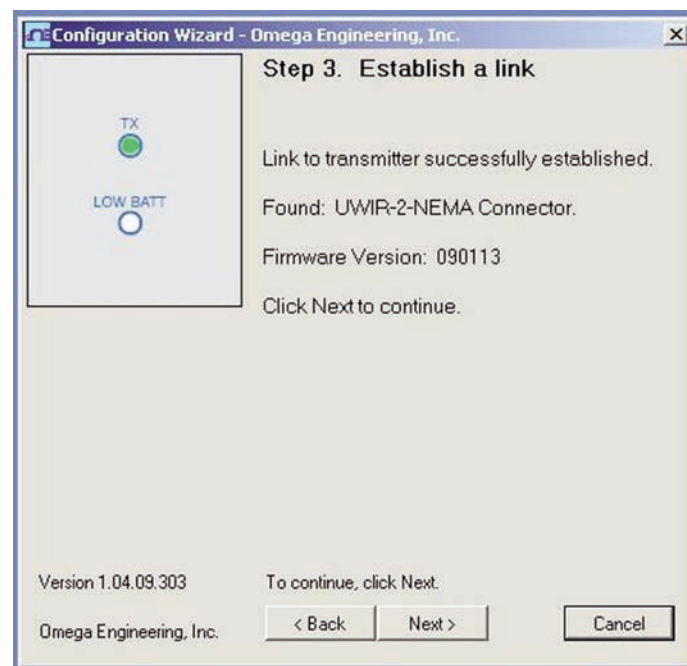 Configuration Wizard - Omega Engineering, Inc.
Step 3. Establish a link
TX
LOW BATT
Link to transmitter successfully established.
Found: UWIR-2-NEMA Connector.
Firmware Version: 090113
Click Next to continue.
Version 1.04.09.303
To continue, click Next.
Omega Engineering, Inc.
< Back
Next >
Cancel